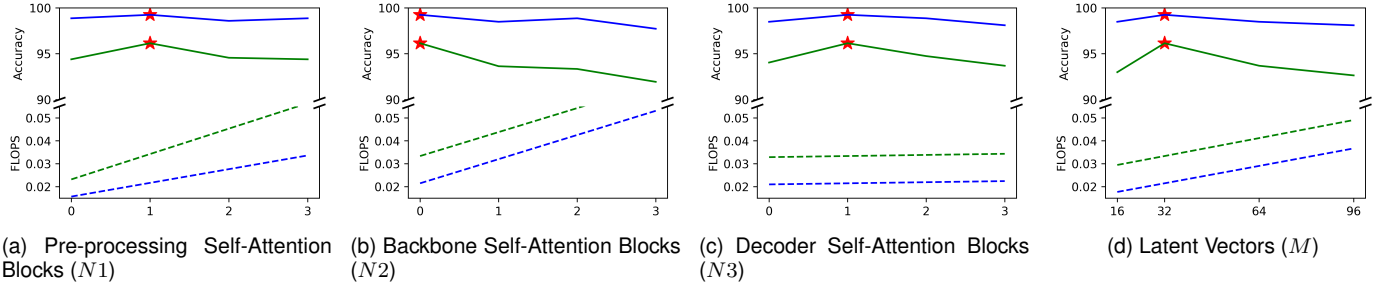 100
95
90
Accuracy
0.05
0.04
0.03
0.02
FLOPS
0 1 2 3
(a) Pre-processing Self-Attention
Blocks (N1)
100
95
90
Accuracy
0.05
0.04
0.03
0.02
FLOPS
0 1 2 3
(b) Backbone Self-Attention Blocks
(N2)
100
95
90
Accuracy
0.05
0.04
0.03
0.02
FLOPS
0 1 2 3
(c) Decoder Self-Attention Blocks
(N3)
100
95
90
Accuracy
0.05
0.04
0.03
0.02
FLOPS
16 32 64 96
(d) Latent Vectors (M)